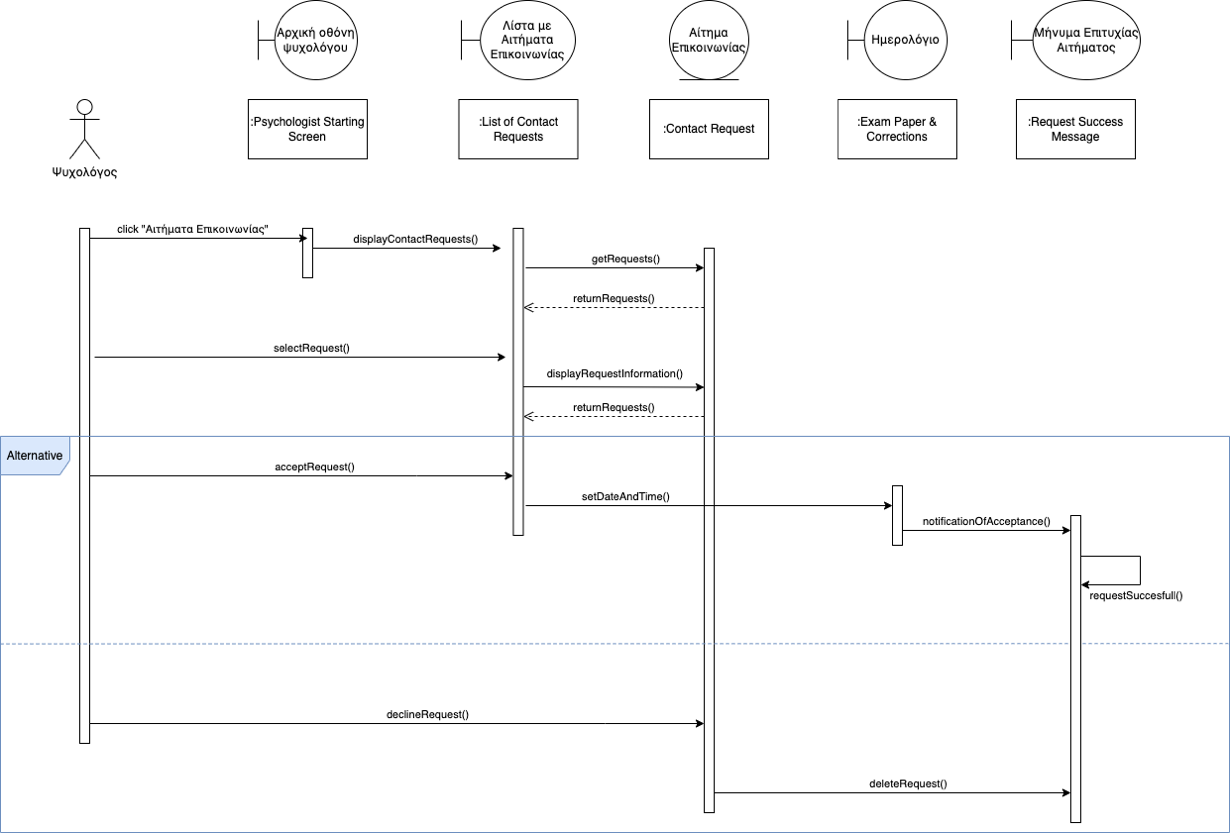 Αρχική οθόνη
ψυχολόγου
Λίστα με
Αιτήματα
Επικοινωνίας
Αίτημα
Επικοινωνίας
Ημερολόγιο
Μήνυμα Επιτυχίας
Αιτήματος
:Psychologist Starting
Screen
:List of Contact
Requests
:Contact Request
:Exam Paper &
Corrections
:Request Success
Message
Ψυχολόγος
click "Αιτήματα Επικοινωνίας"
displayContactRequests()
getRequests()
returnRequests()
selectRequest()
displayRequestInformation()
returnRequests()
Alternative
acceptRequest()
setDateAndTime()
notificationOfAcceptance()
requestSuccesfull()
declineRequest()
deleteRequest()